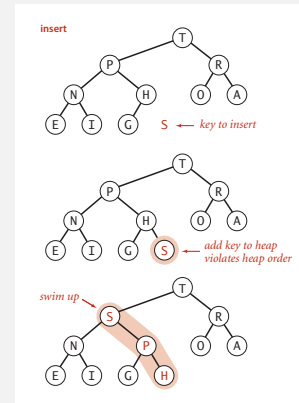 insert
T
P R
N H O A
E I G S key to insert
T
P R
N H O A
E I G S add key to heap
violates heap order
swim up
T
S R
N P O A
E I G H